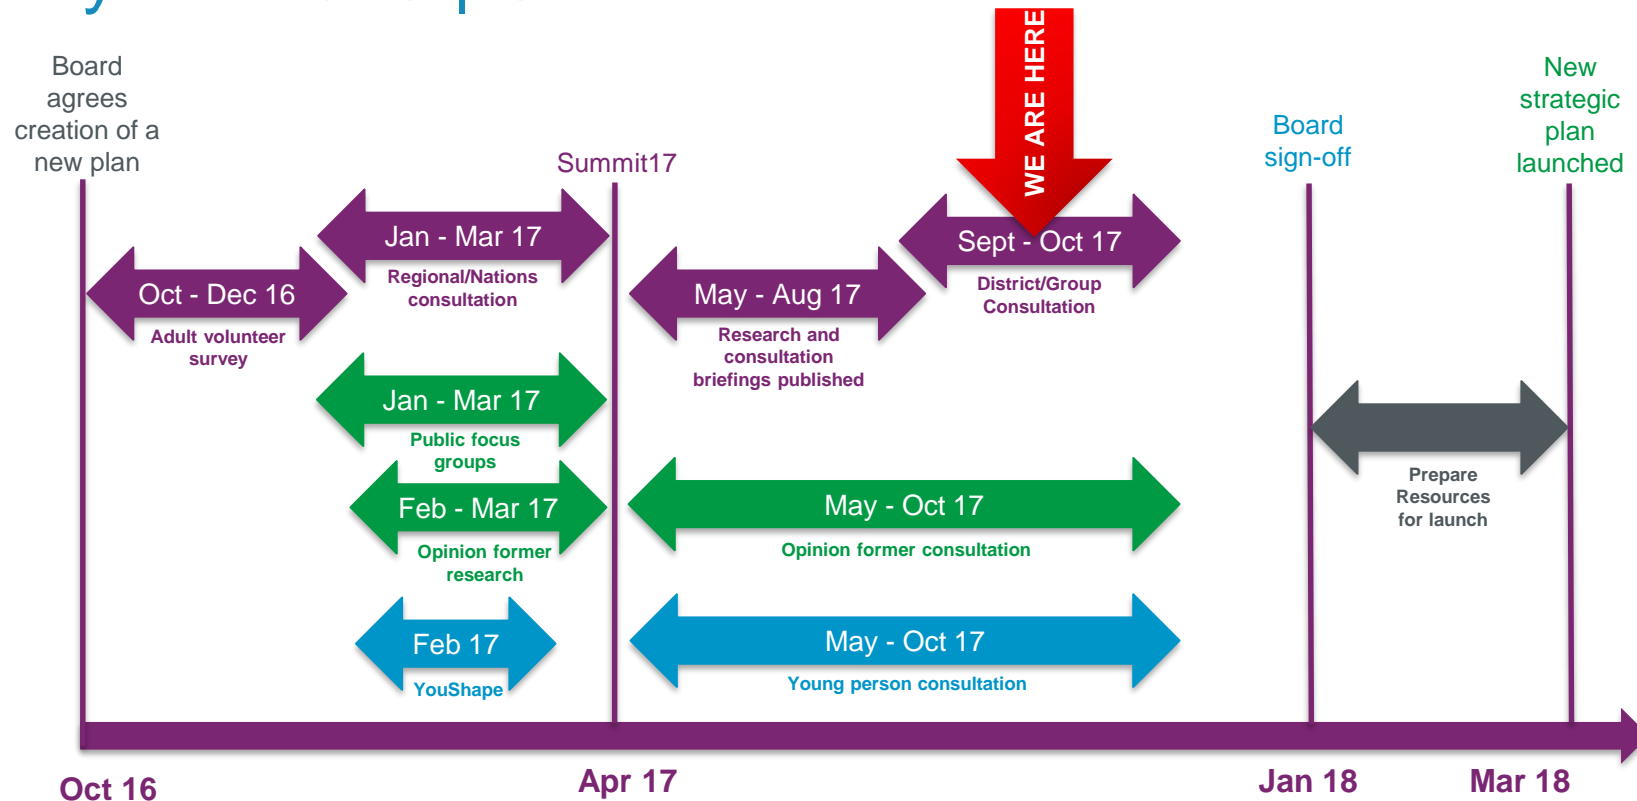 WE ARE HERE
Board
agrees
creation of a
new plan
Summit17
Board
sign-off
New
strategic
plan
launched
Jan - Mar 17
Regional/Nations
consultation
Sept - Oct 17
District/Group
Consultation
Oct - Dec 16
Adult volunteer
survey
May - Aug 17
Research and
consultation
briefings published
Jan - Mar 17
Public focus
groups
Prepare
Resources
for launch
Feb - Mar 17
Opinion former
research
May - Oct 17
Opinion former consultation
Feb 17
YouShape
May - Oct 17
Young person consultation
Oct 16
Apr 17
Jan 18
Mar 18